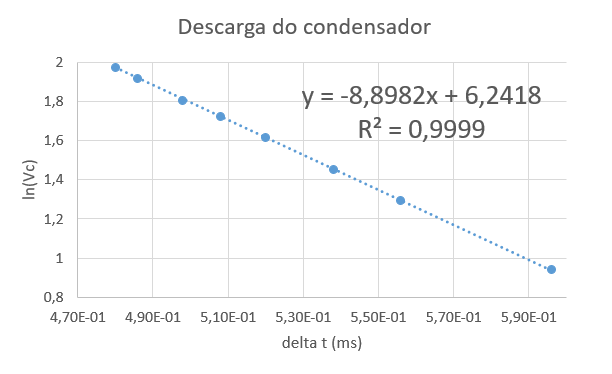 Descarga do condensador
y = -8,8982x + 6,2418
R² = 0,9999
2
1,8
1,6
1,4
1,2
1
0,8
ln(Vc)
4,70E-01 4,90E-01 5,10E-01 5,30E-01 5,50E-01 5,70E-01 5,90E-01
delta t (ms)